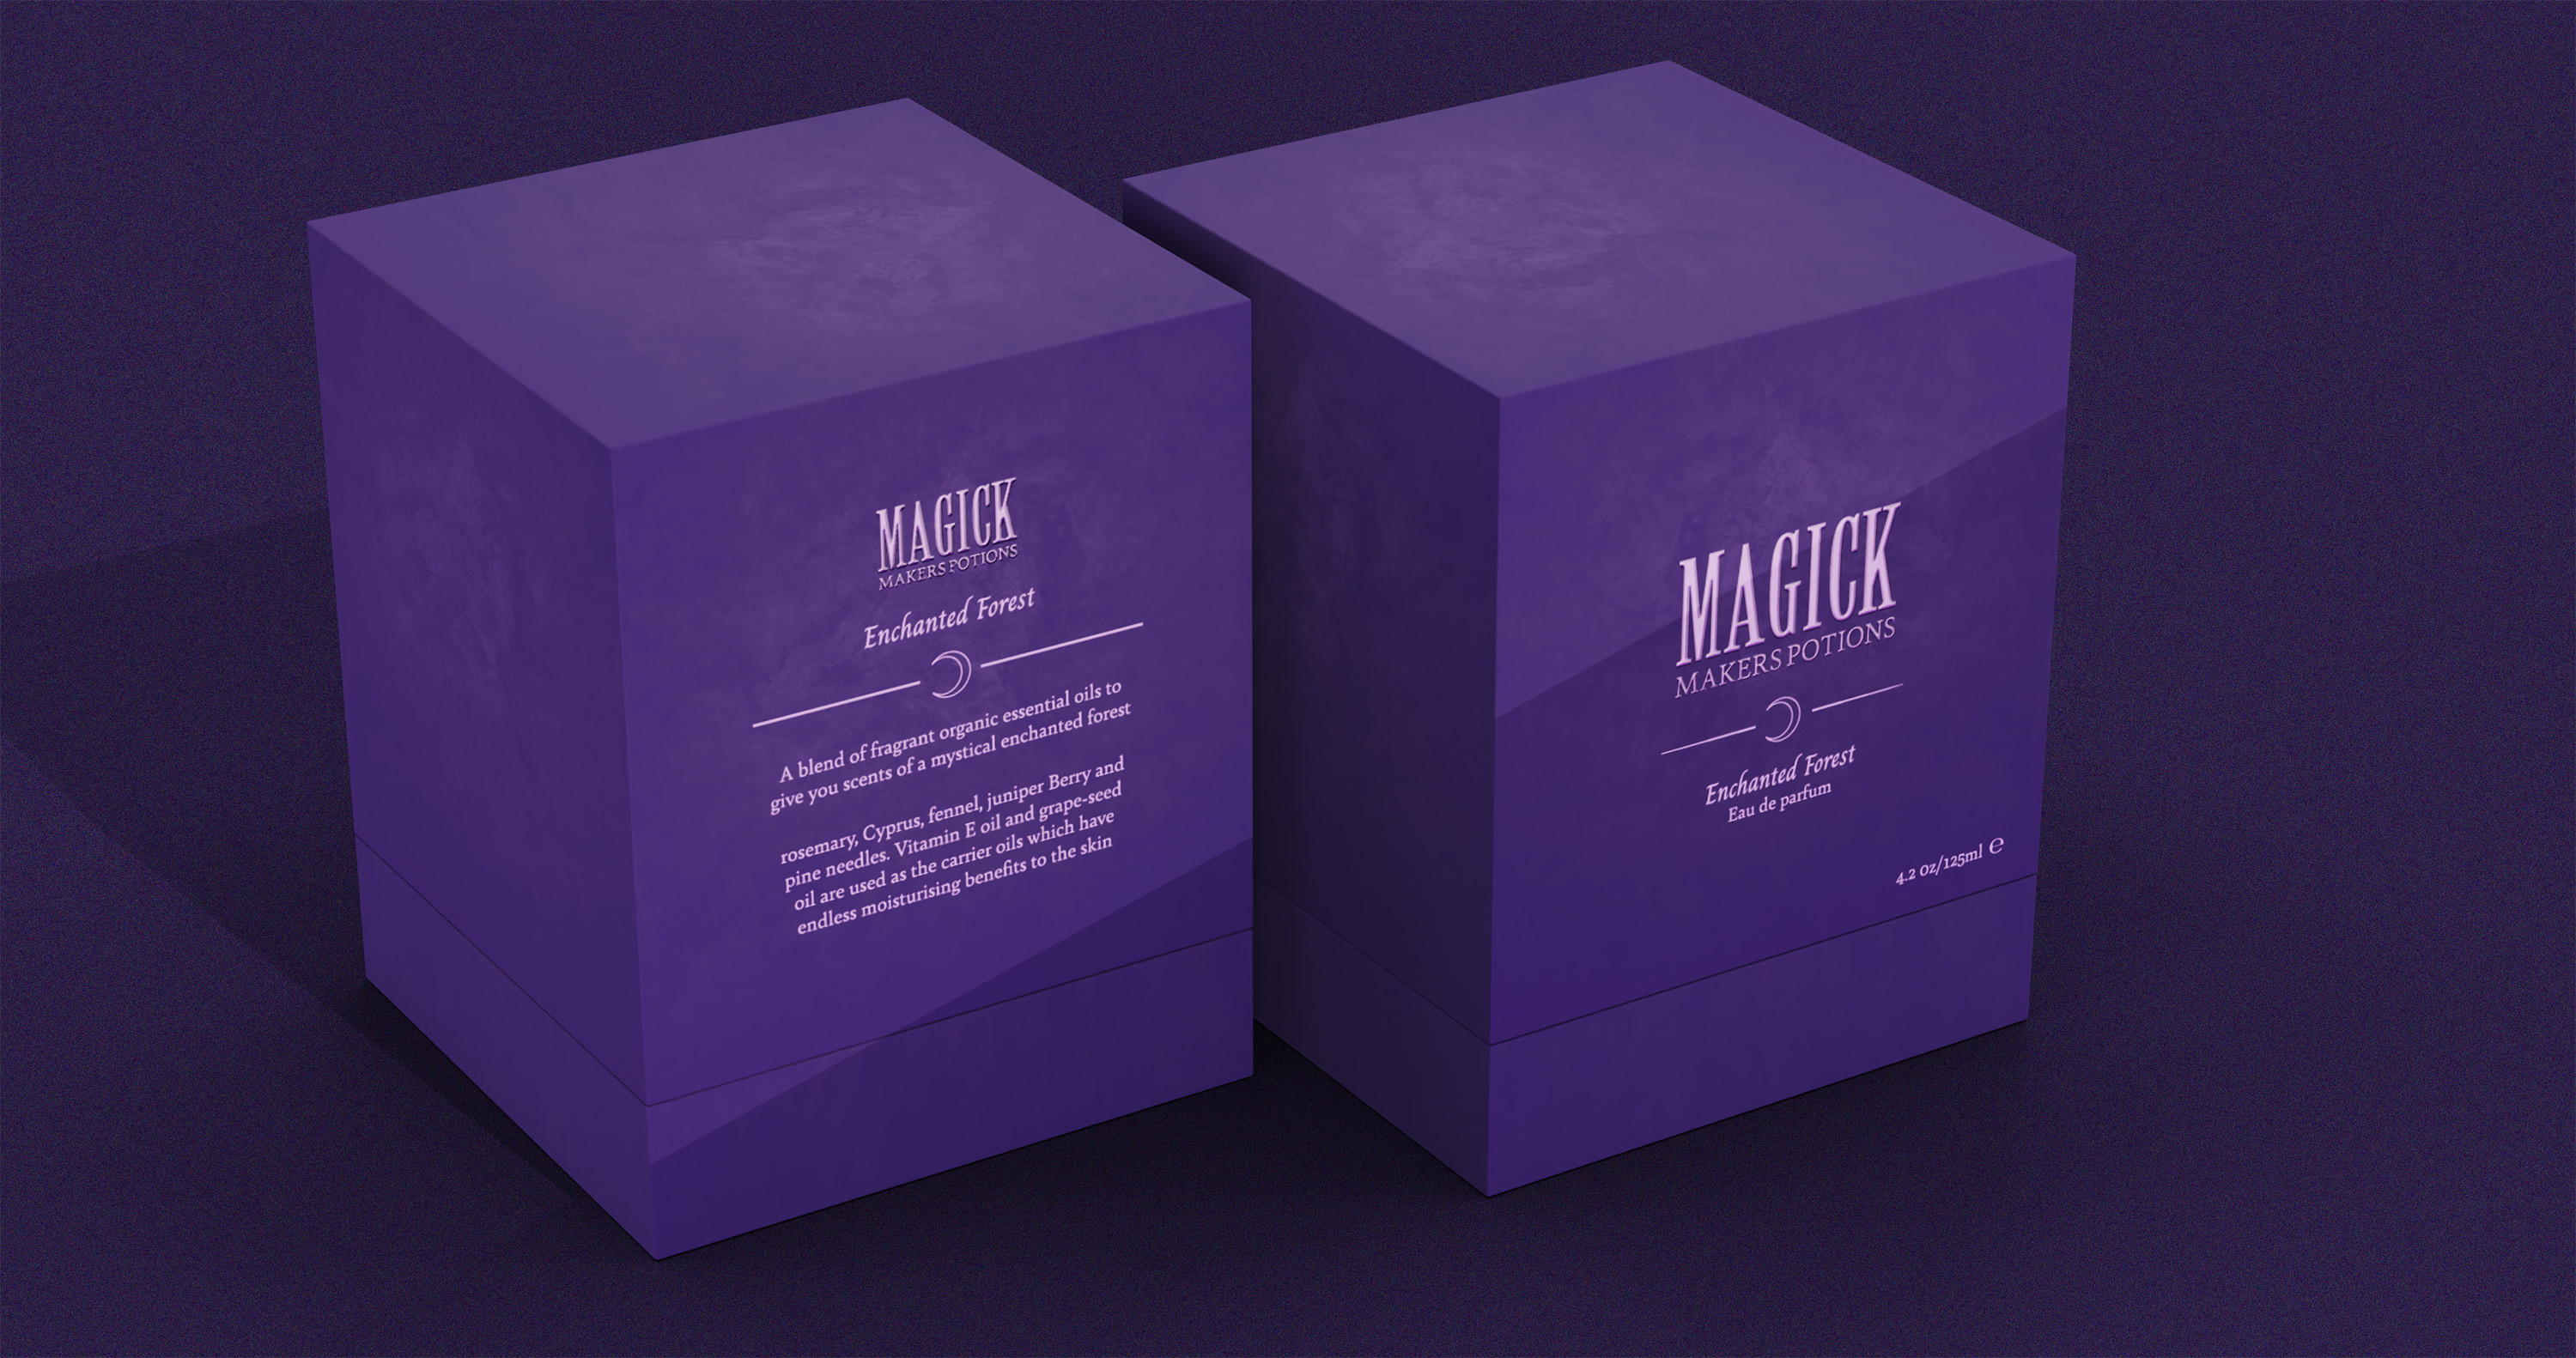 MAGICK
MAKERS POTIONS
Enchanted Forest
A blend of fragrant organic essential oils to
give you scents of a mystical enchanted forest
rosemary, Cyprus, fennel, juniper Berry and
pine needles. Vitamin E oil and grape-seed
oil are used as the carrier oils which have
endless moisturising benefits to the skin
MAGICK
MAKERS POTIONS
Enchanted Forest
Eau de parfum
4.2 oz/125ml ℮